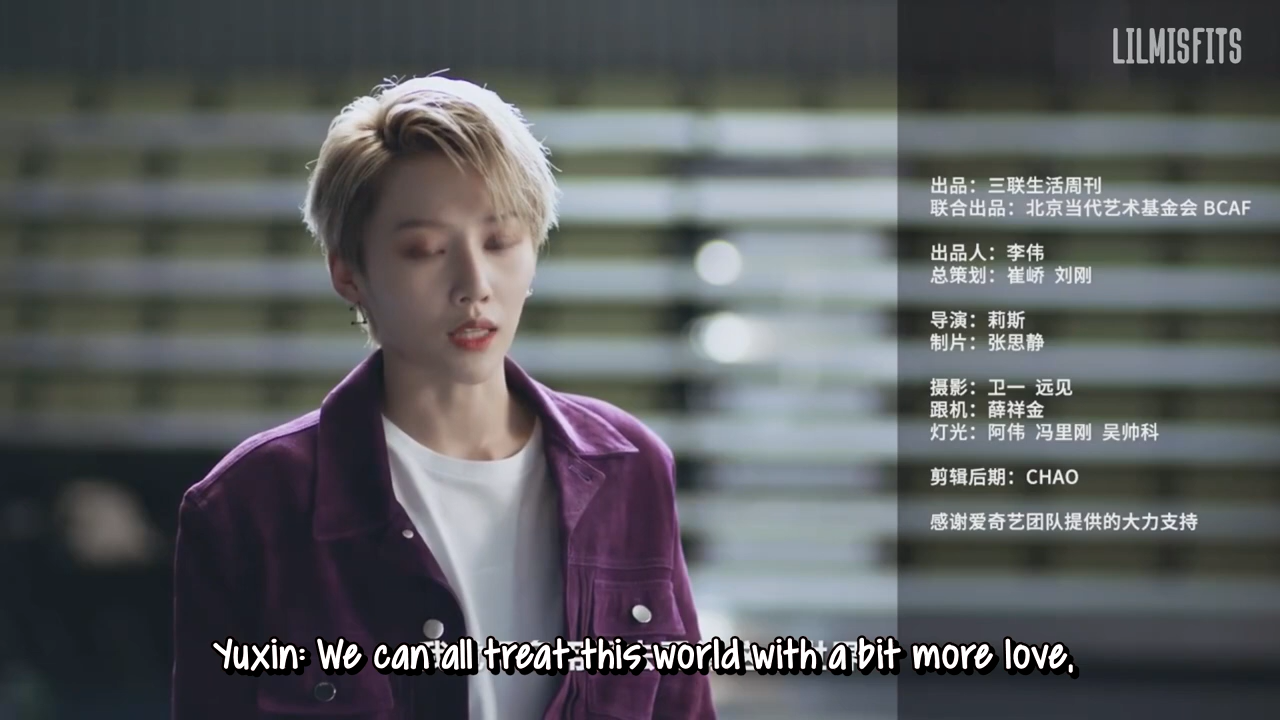 LILMISFITS
出品：三联生活周刊
联合出品：北京当代艺术基金会 BCAF
出品人：李伟
总策划：崔峤 刘刚
导演：莉斯
制片：张思静
摄影：卫一 远见
跟机：薛祥金
灯光：阿伟 冯里刚 吴帅科
剪辑后期：CHAO
感谢爱奇艺团队提供的大力支持
Yuxin: We can all treat this world with a bit more love,